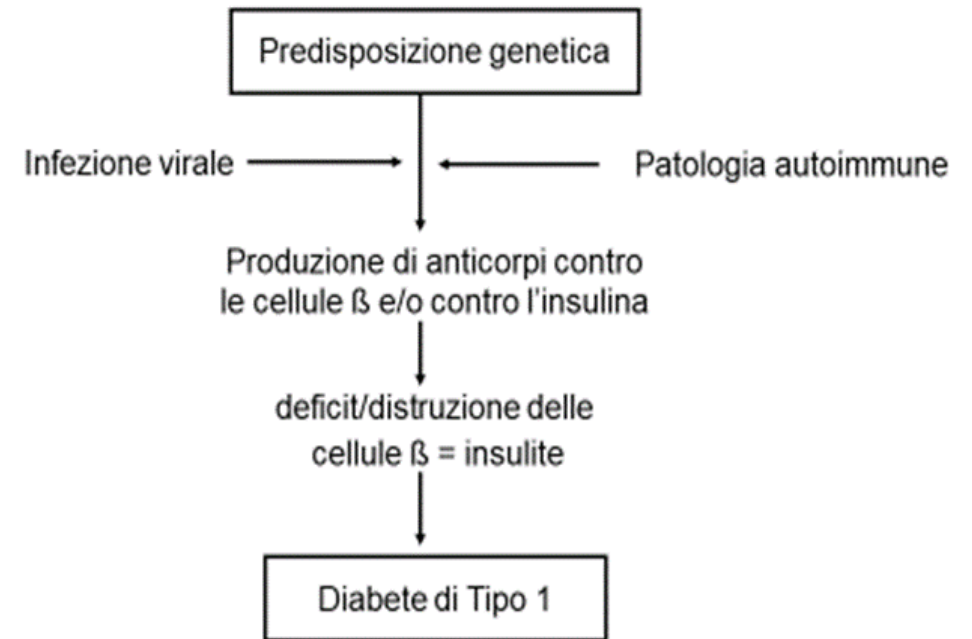 Predisposizione genetica
Infezione virale
Patologia autoimmune
Produzione di anticorpi contro
le cellule ß e/o contro l'insulina
deficit/distruzione delle
cellule ß = insulite
Diabete di Tipo 1